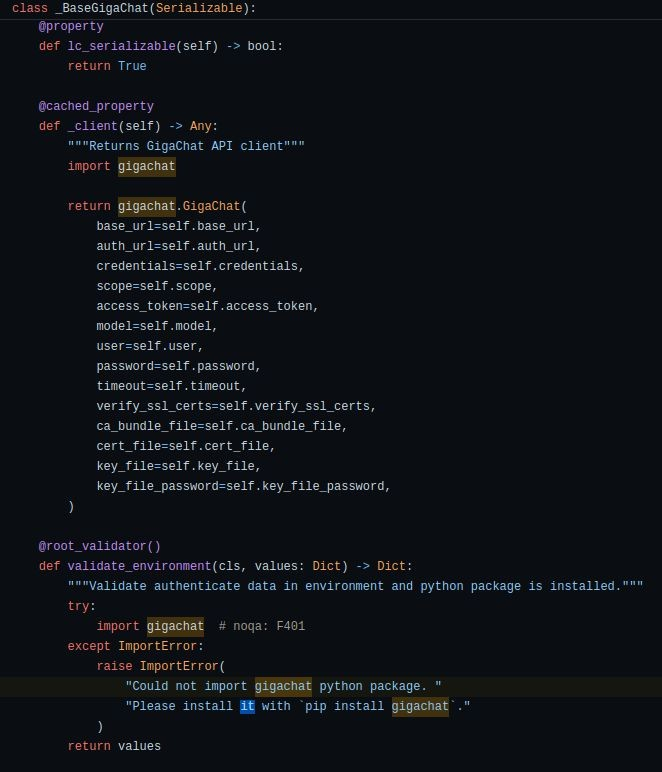 class _BaseGigaChat(Serializable):
    @property
    def lc_serializable(self) -> bool:
        return True

    @cached_property
    def _client(self) -> Any:
        """Returns GigaChat API client"""
        import gigachat

        return gigachat.GigaChat(
            base_url=self.base_url,
            auth_url=self.auth_url,
            credentials=self.credentials,
            scope=self.scope,
            access_token=self.access_token,
            model=self.model,
            user=self.user,
            password=self.password,
            timeout=self.timeout,
            verify_ssl_certs=self.verify_ssl_certs,
            ca_bundle_file=self.ca_bundle_file,
            cert_file=self.cert_file,
            key_file=self.key_file,
            key_file_password=self.key_file_password,
        )

    @root_validator()
    def validate_environment(cls, values: Dict) -> Dict:
        """Validate authenticate data in environment and python package is installed."""
        try:
            import gigachat  # noqa: F401
        except ImportError:
            raise ImportError(
                "Could not import gigachat python package. "
                "Please install it with `pip install gigachat`."
            )
        return values